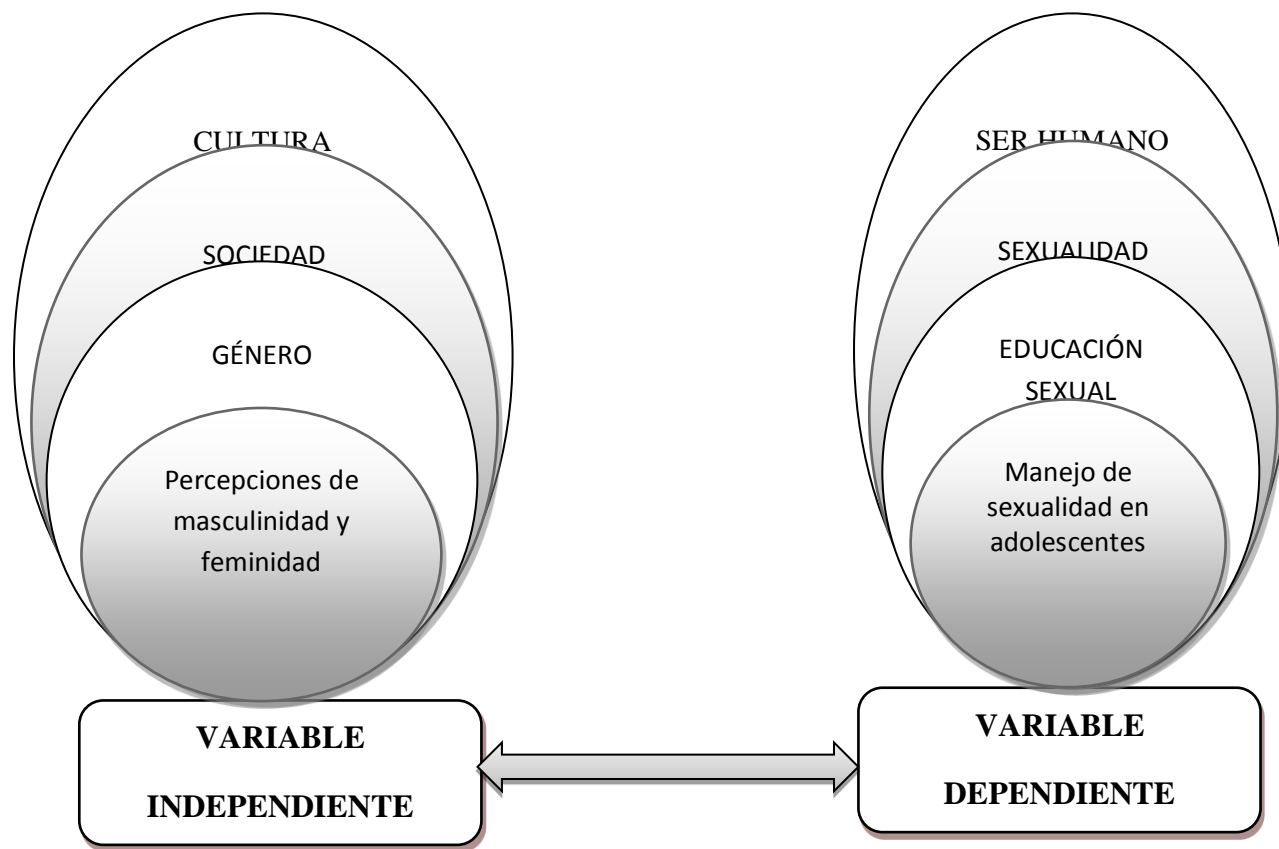 CULTURA
SOCIEDAD
GÉNERO
Percepciones de
masculinidad y
feminidad
VARIABLE
INDEPENDIENTE
SER HUMANO
SEXUALIDAD
EDUCACIÓN
SEXUAL
Manejo de
sexualidad en
adolescentes
VARIABLE
DEPENDIENTE